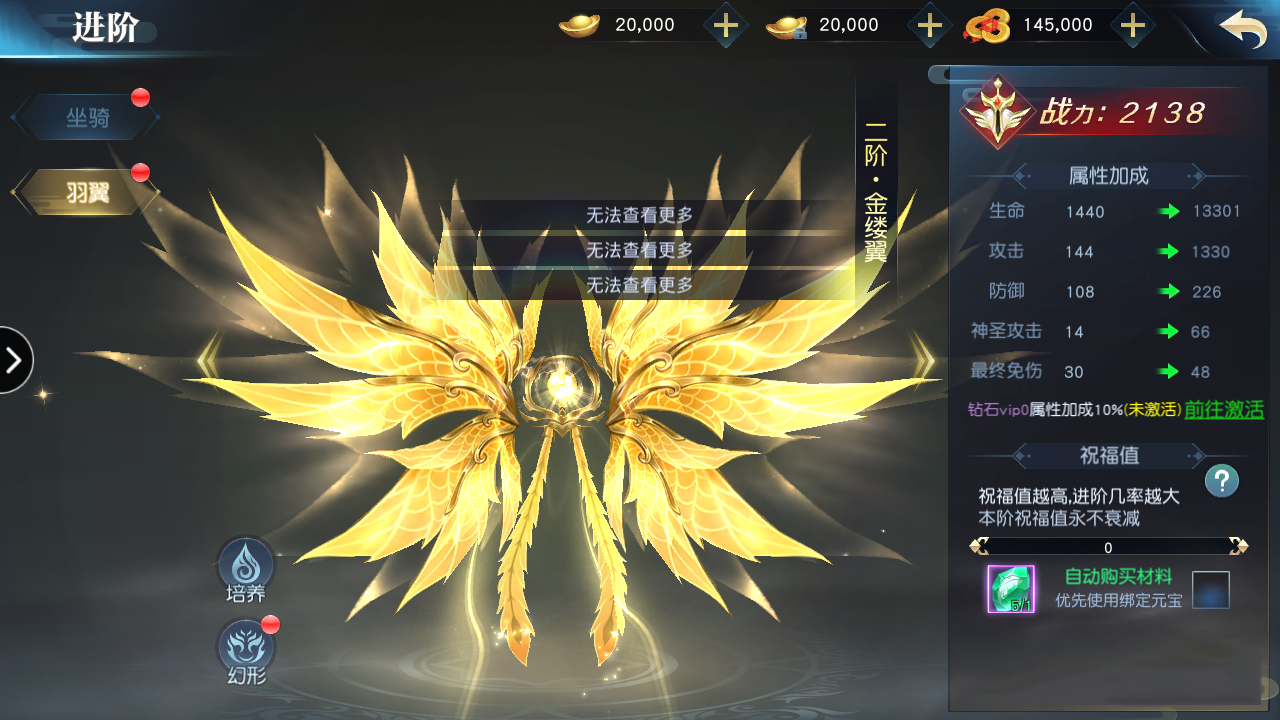 进阶
20,000
20,000
145,000
坐骑
羽翼
无法查看更多
无法查看更多
无法查看更多
二阶·金缕翼
培养
幻形
战力：2138
属性加成
生命 1440 13301
攻击 144 1330
防御 108 226
神圣攻击 14 66
最终免伤 30 48
钻石vip0属性加成10%(未激活) 前往激活
祝福值
?
祝福值越高,进阶几率越大
本阶祝福值永不衰减
0
5/1
自动购买材料
优先使用绑定元宝